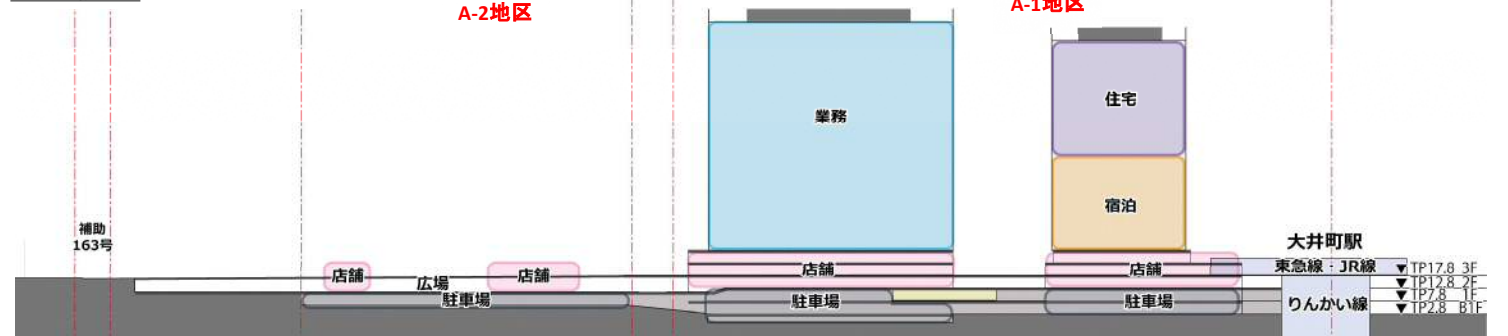 A-2地区
A-1地区
業務
住宅
宿泊
補助
163号
大井町駅
店舗
店舗
広場
駐車場
店舗
駐車場
店舗
駐車場
東急線・JR線
りんかい線
▼TP17.8 3F
▼TP12.8 2F
▼TP7.8 1F
▼TP2.8 B1F